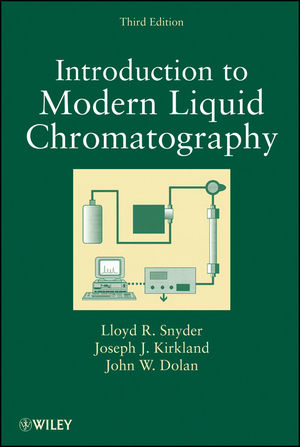 Third Edition
Introduction to
Modern Liquid
Chromatography
Lloyd R. Snyder
Joseph J. Kirkland
John W. Dolan
WILEY